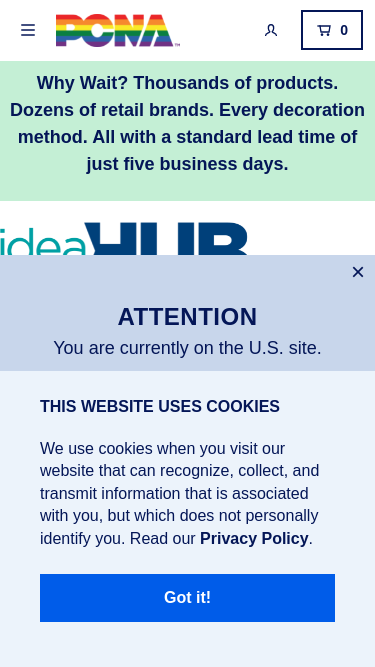 PCNA™
0
Why Wait? Thousands of products.
Dozens of retail brands. Every decoration
method. All with a standard lead time of
just five business days.
ideaHUB
×
ATTENTION
You are currently on the U.S. site.
THIS WEBSITE USES COOKIES
We use cookies when you visit our
website that can recognize, collect, and
transmit information that is associated
with you, but which does not personally
identify you. Read our Privacy Policy.
Got it!